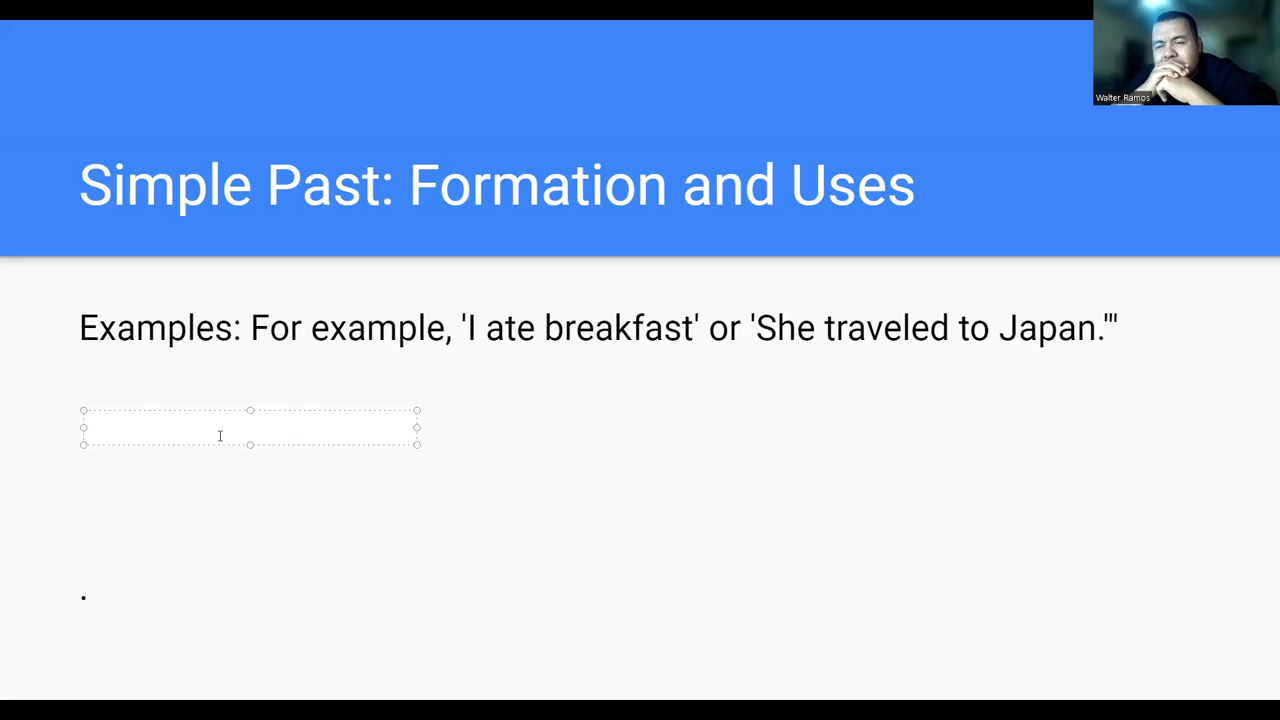 Walter Ramos
Simple Past: Formation and Uses
Examples: For example, 'I ate breakfast' or 'She traveled to Japan.'"
.